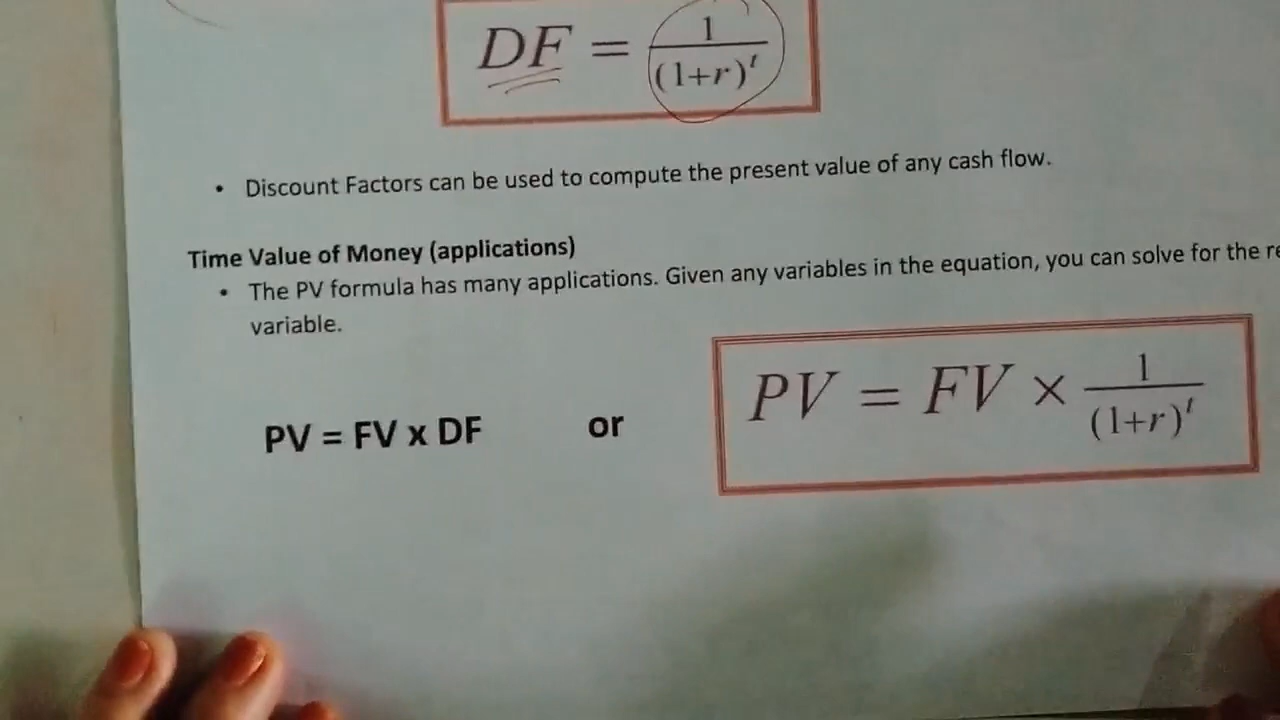 DF = 1/(1+r)^t
• Discount Factors can be used to compute the present value of any cash flow.
Time Value of Money (applications)
• The PV formula has many applications. Given any variables in the equation, you can solve for the
variable.
PV = FV x DF or PV = FV × 1/(1+r)^t